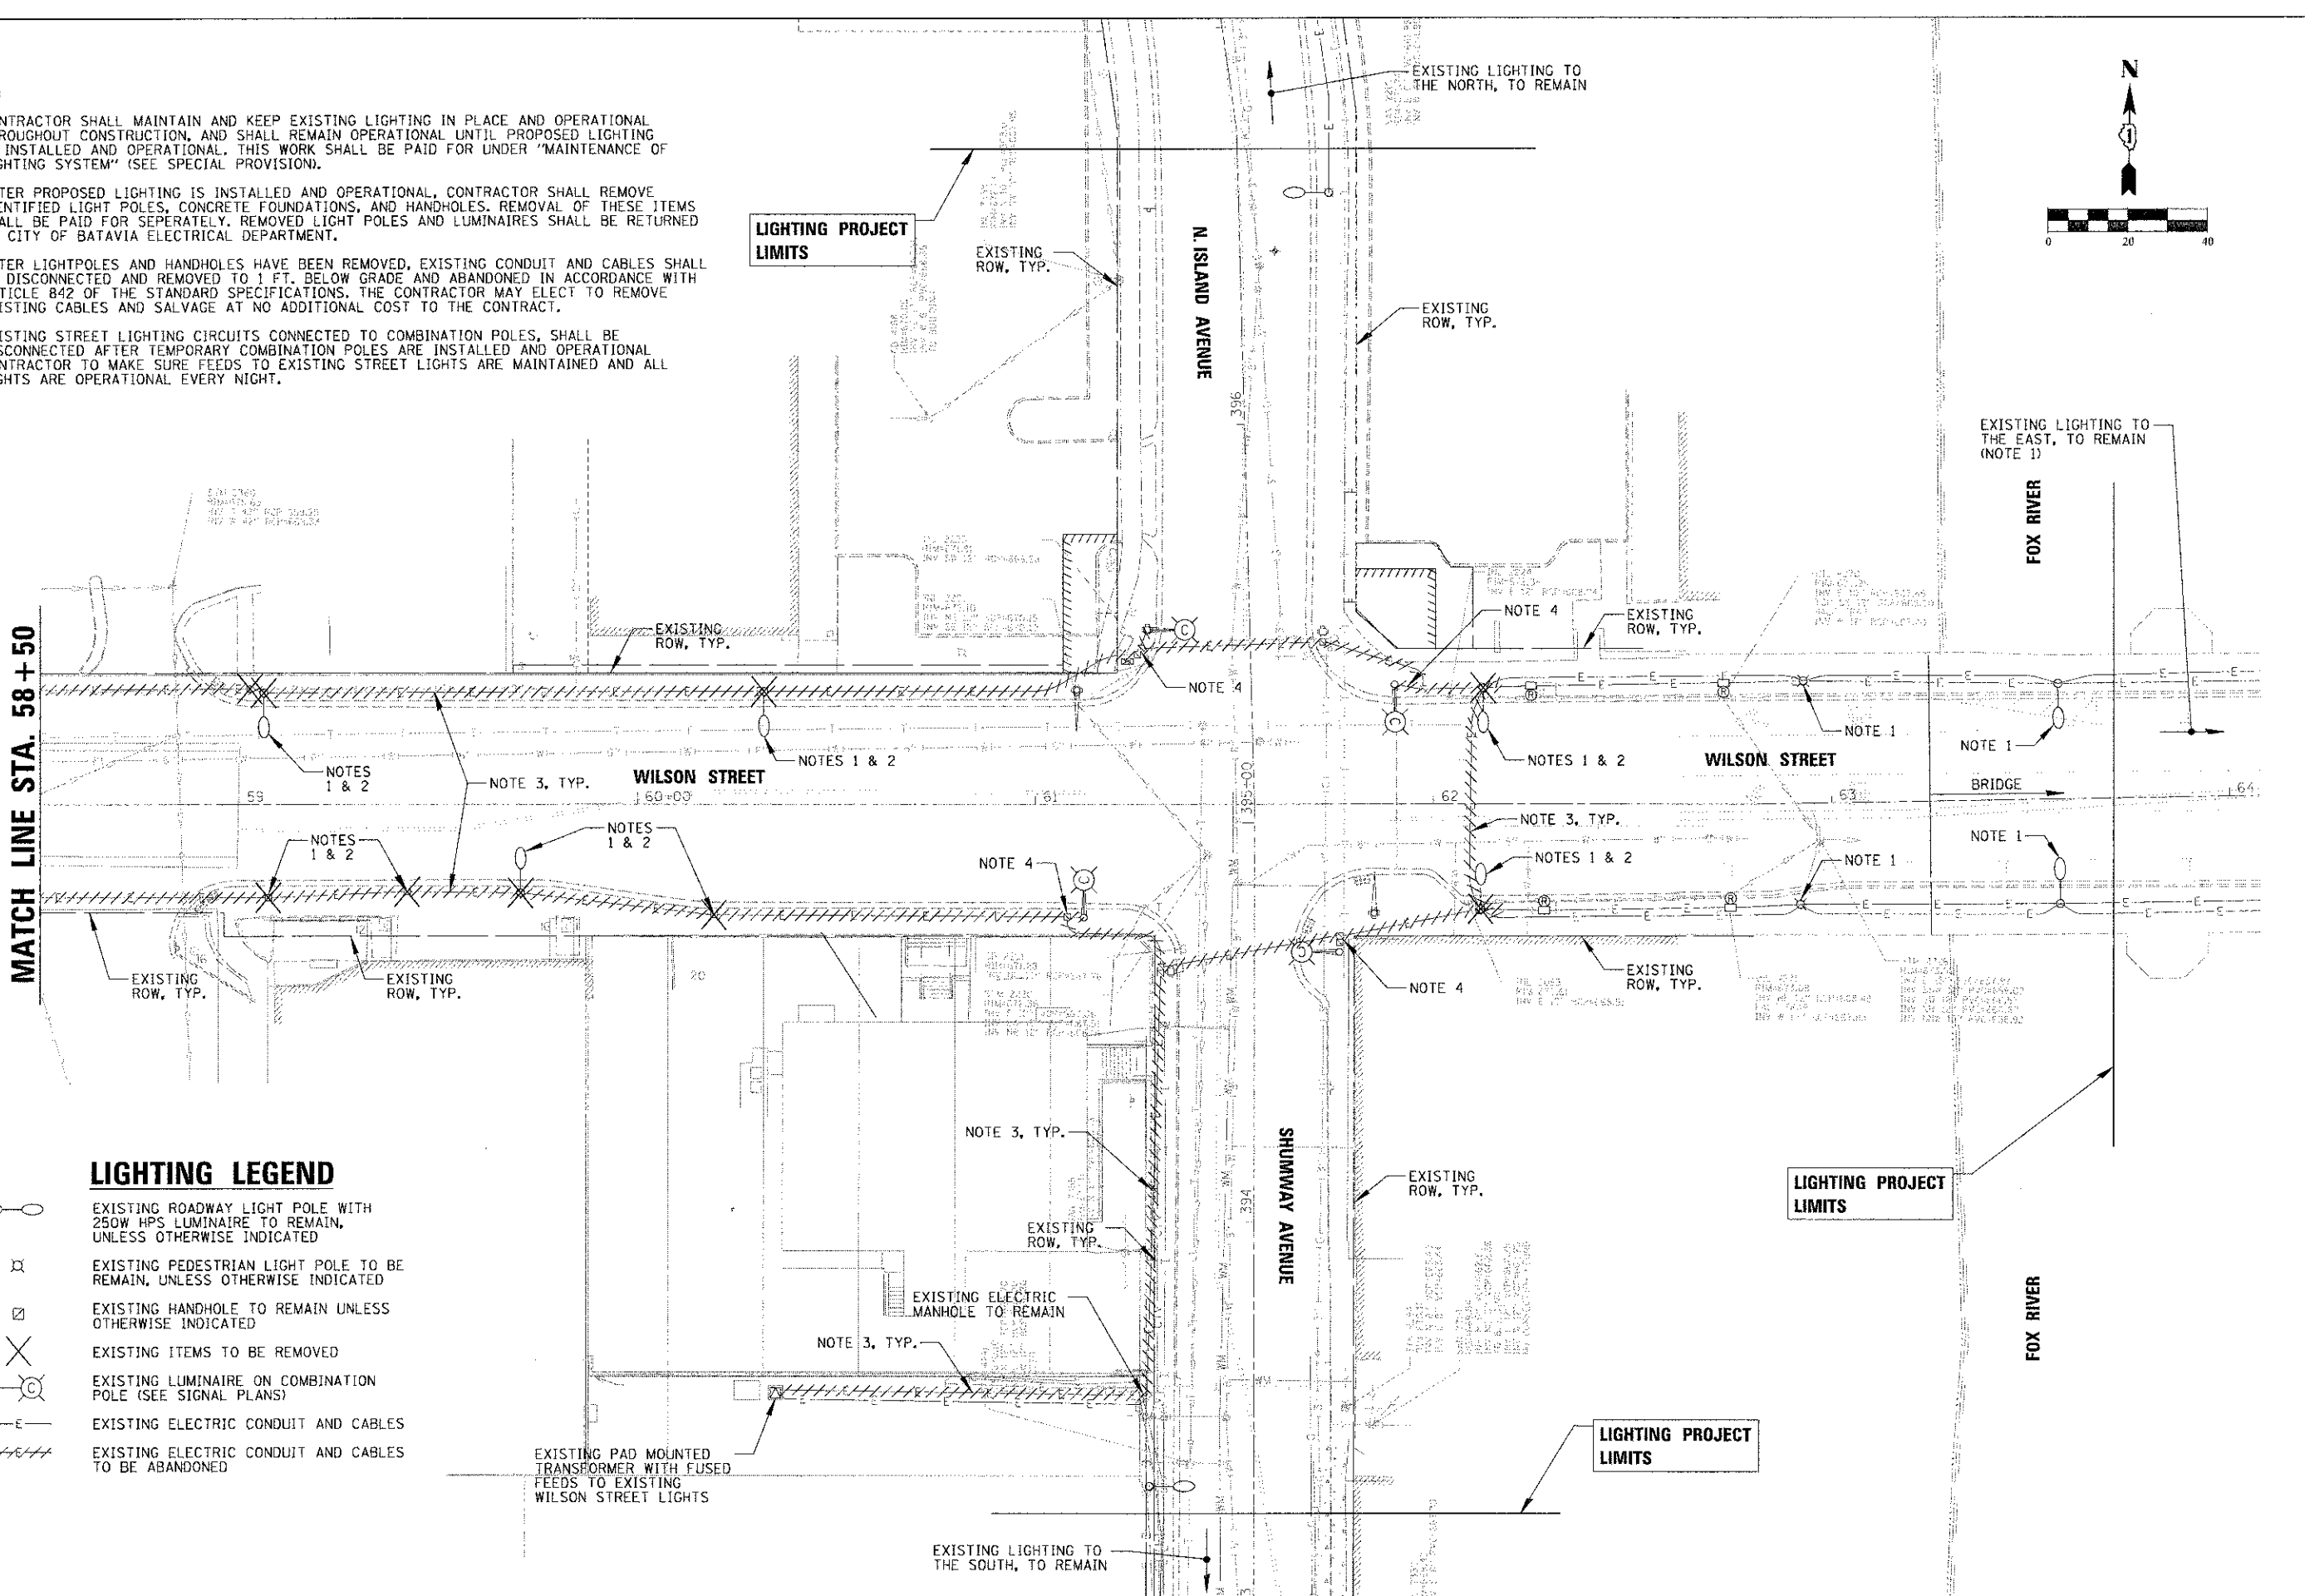 NTRACTOR SHALL MAINTAIN AND KEEP EXISTING LIGHTING IN PLACE AND OPERATIONAL
ROUGHOUT CONSTRUCTION, AND SHALL REMAIN OPERATIONAL UNTIL PROPOSED LIGHTING
INSTALLED AND OPERATIONAL. THIS WORK SHALL BE PAID FOR UNDER "MAINTENANCE OF
GHTING SYSTEM" (SEE SPECIAL PROVISION).
TER PROPOSED LIGHTING IS INSTALLED AND OPERATIONAL, CONTRACTOR SHALL REMOVE
ENTIFIED LIGHT POLES, CONCRETE FOUNDATIONS, AND HANDHOLES. REMOVAL OF THESE ITEMS
ALL BE PAID FOR SEPERATELY. REMOVED LIGHT POLES AND LUMINAIRES SHALL BE RETURNED
CITY OF BATAVIA ELECTRICAL DEPARTMENT.
TER LIGHTPOLES AND HANDHOLES HAVE BEEN REMOVED, EXISTING CONDUIT AND CABLES SHALL
DISCONNECTED AND REMOVED TO 1 FT. BELOW GRADE AND ABANDONED IN ACCORDANCE WITH
TICLE 842 OF THE STANDARD SPECIFICATIONS. THE CONTRACTOR MAY ELECT TO REMOVE
ISTING CABLES AND SALVAGE AT NO ADDITIONAL COST TO THE CONTRACT.
ISTING STREET LIGHTING CIRCUITS CONNECTED TO COMBINATION POLES, SHALL BE
SCONNECTED AFTER TEMPORARY COMBINATION POLES ARE INSTALLED AND OPERATIONAL
NTRACTOR TO MAKE SURE FEEDS TO EXISTING STREET LIGHTS ARE MAINTAINED AND ALL
GHTS ARE OPERATIONAL EVERY NIGHT.
EXISTING LIGHTING TO
THE NORTH, TO REMAIN
N
0 20 40
LIGHTING PROJECT
LIMITS
EXISTING
ROW, TYP.
N. ISLAND AVENUE
EXISTING
ROW, TYP.
396
EXISTING LIGHTING TO
THE EAST, TO REMAIN
(NOTE 1)
FOX RIVER
MATCH LINE STA. 58+50
EXISTING
ROW, TYP.
NOTE 4
NOTE 4
EXISTING
ROW, TYP.
NOTES
1 & 2
NOTE 3, TYP.
WILSON STREET
NOTES 1 & 2
NOTES 1 & 2
WILSON STREET
NOTE 1
NOTE 1
59
60+00
61
395+00
62
63
BRIDGE
64
NOTES
1 & 2
NOTES
1 & 2
NOTE 4
NOTE 3, TYP.
NOTES 1 & 2
NOTE 1
NOTE 1
EXISTING
ROW, TYP.
EXISTING
ROW, TYP.
20
NOTE 4
EXISTING
ROW, TYP.
NOTE 3, TYP.
SHUMWAY AVENUE
394
EXISTING
ROW, TYP.
EXISTING
ROW, TYP.
LIGHTING PROJECT
LIMITS
FOX RIVER
EXISTING ELECTRIC
MANHOLE TO REMAIN
NOTE 3, TYP.
EXISTING PAD MOUNTED
TRANSFORMER WITH FUSED
FEEDS TO EXISTING
WILSON STREET LIGHTS
LIGHTING PROJECT
LIMITS
EXISTING LIGHTING TO
THE SOUTH, TO REMAIN
LIGHTING LEGEND
EXISTING ROADWAY LIGHT POLE WITH
250W HPS LUMINAIRE TO REMAIN,
UNLESS OTHERWISE INDICATED
EXISTING PEDESTRIAN LIGHT POLE TO BE
REMAIN, UNLESS OTHERWISE INDICATED
EXISTING HANDHOLE TO REMAIN UNLESS
OTHERWISE INDICATED
EXISTING ITEMS TO BE REMOVED
EXISTING LUMINAIRE ON COMBINATION
POLE (SEE SIGNAL PLANS)
EXISTING ELECTRIC CONDUIT AND CABLES
EXISTING ELECTRIC CONDUIT AND CABLES
TO BE ABANDONED